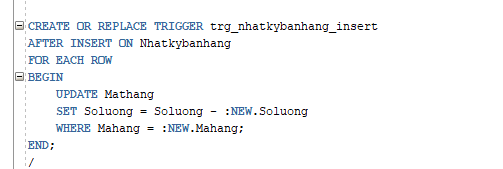 CREATE OR REPLACE TRIGGER trg_nhatkybanhang_insert
AFTER INSERT ON Nhatkybanhang
FOR EACH ROW
BEGIN
    UPDATE Mathang
    SET Soluong = Soluong - :NEW.Soluong
    WHERE Mahang = :NEW.Mahang;
END;
/